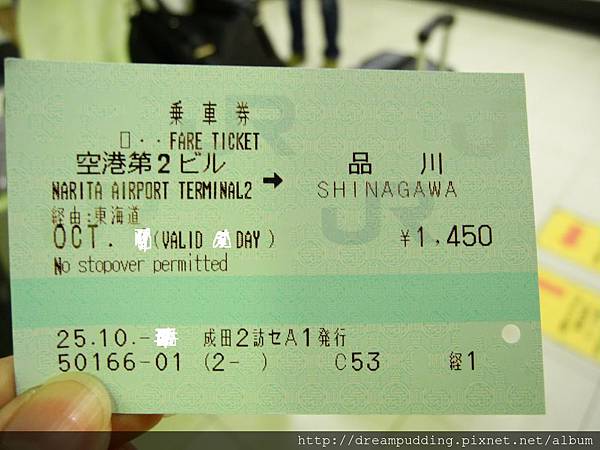 乗車券
FARE TICKET
空港第2ビル → 品川
NARITA AIRPORT TERMINAL2 SHINAGAWA
経由:東海道
OCT. (VALID DAY) ¥1,450
No stopover permitted
25.10.- 成田2訪セA1発行
50166-01 (2- ) C53 経1
http://dreampudding.pixnet.net/album